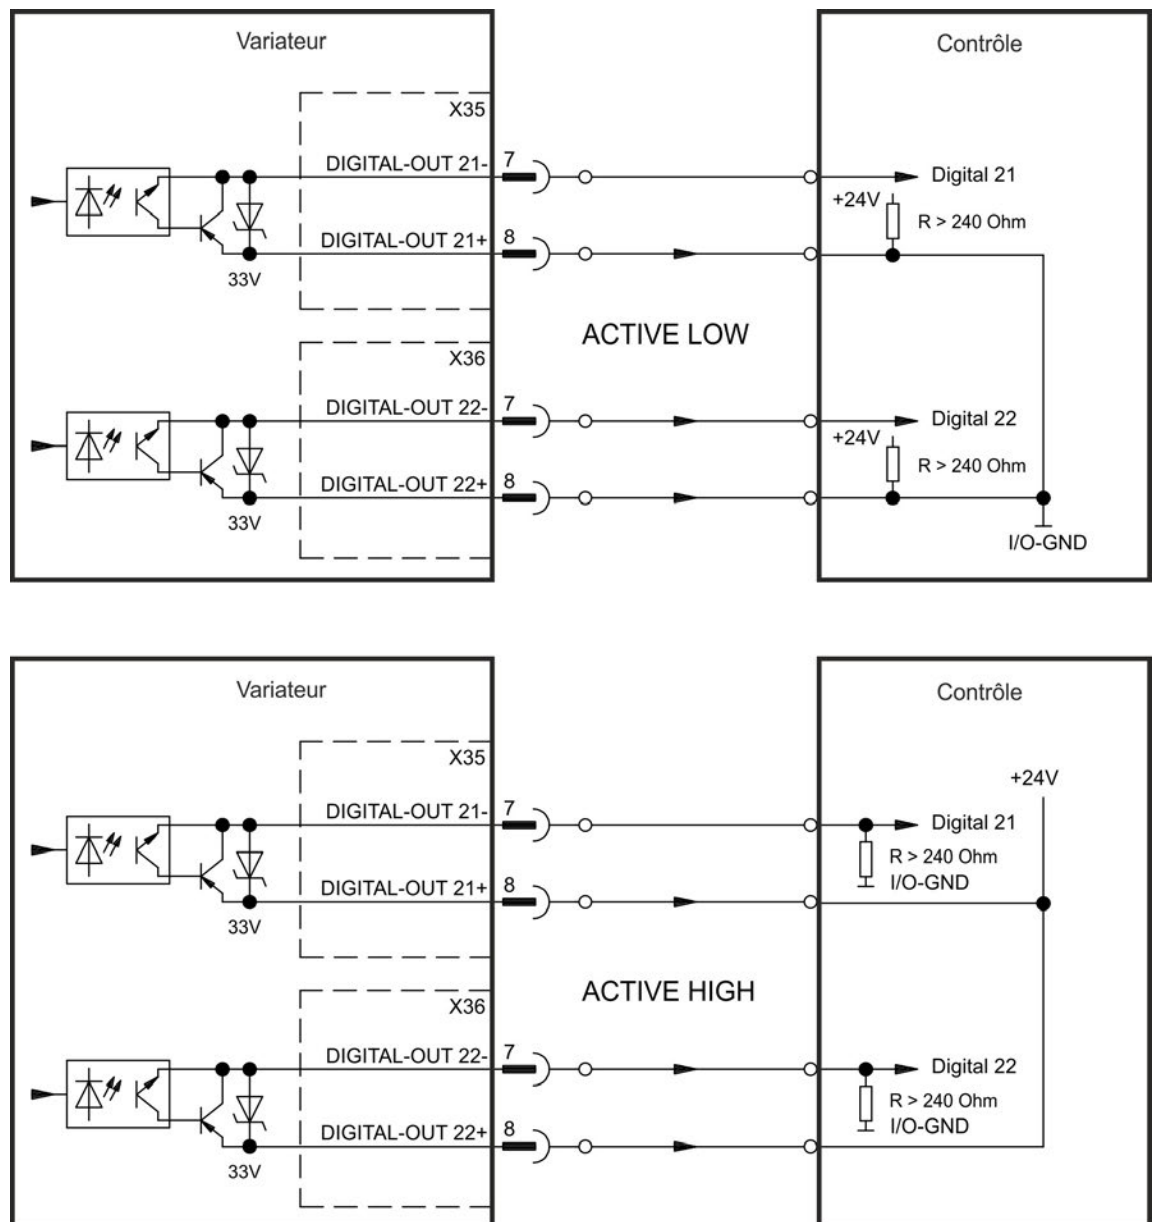 Variateur
Contrôle
X35
DIGITAL-OUT 21-
7
Digital 21
+24V
R > 240 Ohm
DIGITAL-OUT 21+
8
33V
ACTIVE LOW
X36
DIGITAL-OUT 22-
7
Digital 22
+24V
R > 240 Ohm
DIGITAL-OUT 22+
8
33V
I/O-GND
Variateur
Contrôle
X35
+24V
DIGITAL-OUT 21-
7
Digital 21
R > 240 Ohm
I/O-GND
DIGITAL-OUT 21+
8
33V
ACTIVE HIGH
X36
DIGITAL-OUT 22-
7
Digital 22
R > 240 Ohm
I/O-GND
DIGITAL-OUT 22+
8
33V